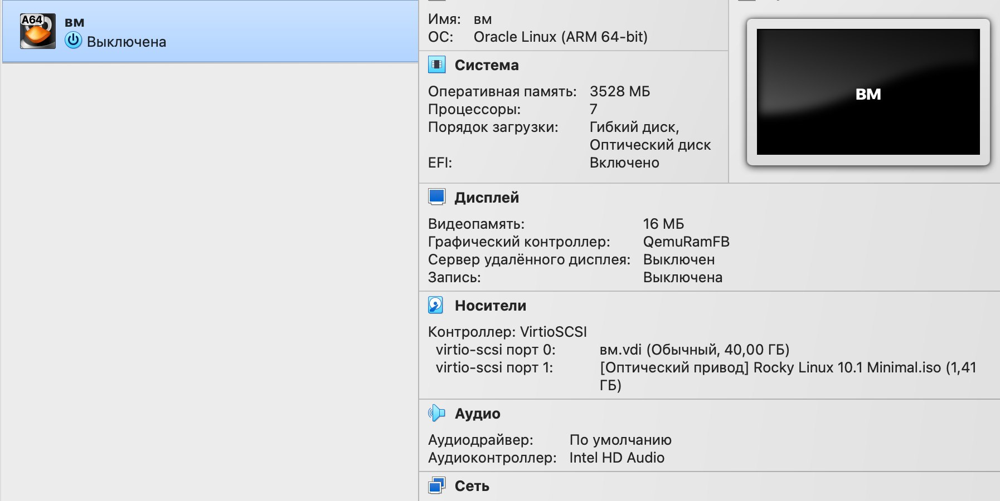 A64
вм
Выключена
Имя: вм
ОС: Oracle Linux (ARM 64-bit)
Система
Оперативная память: 3528 МБ
Процессоры: 7
Порядок загрузки: Гибкий диск,
Оптический диск
EFI: Включено
вм
Дисплей
Видеопамять: 16 МБ
Графический контроллер: QemuRamFB
Сервер удалённого дисплея: Выключен
Запись: Выключена
Носители
Контроллер: VirtioSCSI
virtio-scsi порт 0: вм.vdi (Обычный, 40,00 ГБ)
virtio-scsi порт 1: [Оптический привод] Rocky Linux 10.1 Minimal.iso (1,41
ГБ)
Аудио
Аудиодрайвер: По умолчанию
Аудиоконтроллер: Intel HD Audio
Сеть